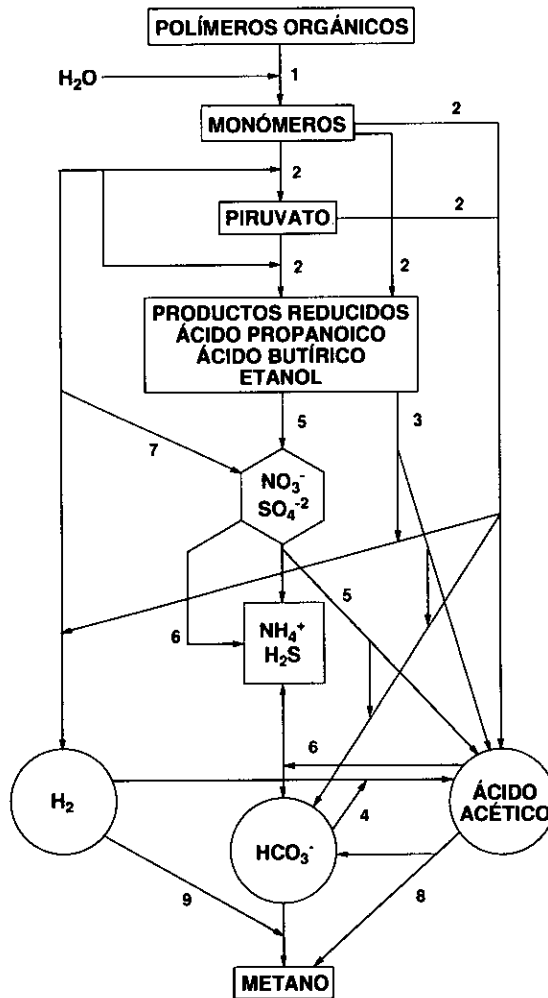 POLÍMEROS ORGÁNICOS
H₂O
1
MONÓMEROS
2
2
PIRUVATO
2
2
2
PRODUCTOS REDUCIDOS
ÁCIDO PROPANOICO
ÁCIDO BUTÍRICO
ETANOL
5
3
7
NO₃⁻
SO₄⁻²
5
6
NH₄⁺
H₂S
6
H₂
4
ÁCIDO
ACÉTICO
HCO₃⁻
9
8
METANO